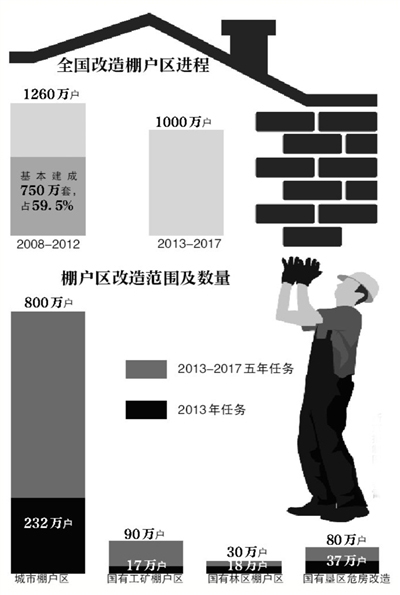 全国改造棚户区进程
1260万户
1000万户
基本建成
750万套，
占59.5%
2008-2012
2013-2017
棚户区改造范围及数量
800万户
2013-2017五年任务
2013年任务
232万户
90万户
17万户
30万户
18万户
80万户
37万户
城市棚户区
国有工矿棚户区
国有林区棚户区
国有垦区危房改造